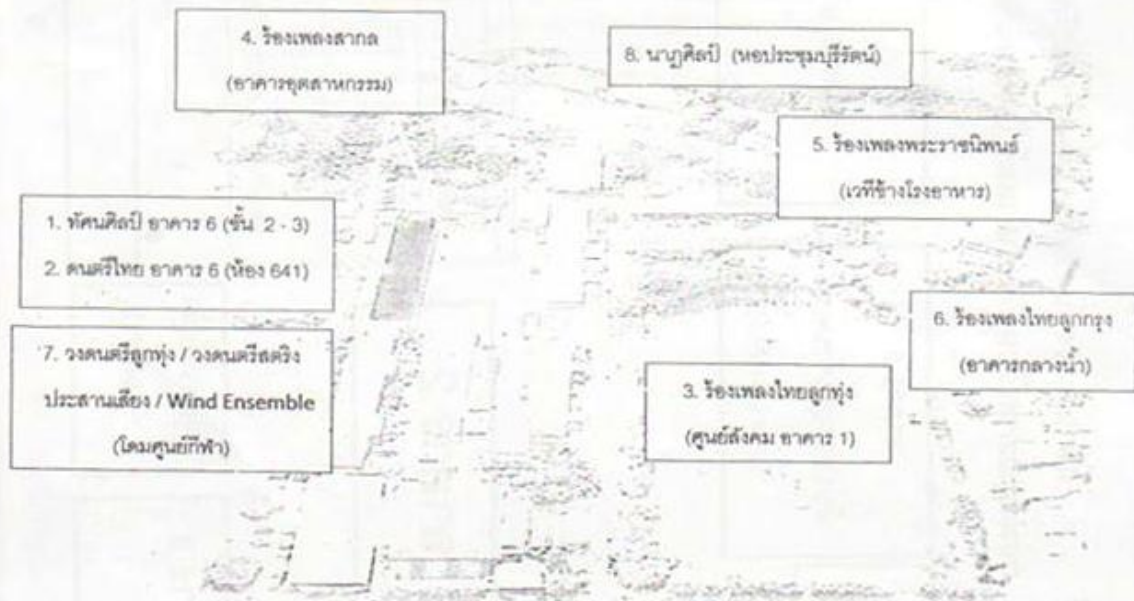 4. ร้องเพลงสากล
(อาคารอุตสาหกรรม)
8. นาฏศิลป์ (หอประชุมบุรีรัตน์)
5. ร้องเพลงพระราชนิพนธ์
(เวทีข้างโรงอาหาร)
1. ทัศนศิลป์ อาคาร 6 (ชั้น 2 - 3)
2. ดนตรีไทย อาคาร 6 (ห้อง 641)
6. ร้องเพลงไทยลูกกรุง
(อาคารกลางน้ำ)
7. วงดนตรีลูกทุ่ง / วงดนตรีสตริง
ประสานเสียง / Wind Ensemble
(โดมศูนย์กีฬา)
3. ร้องเพลงไทยลูกทุ่ง
(ศูนย์สังคม อาคาร 1)